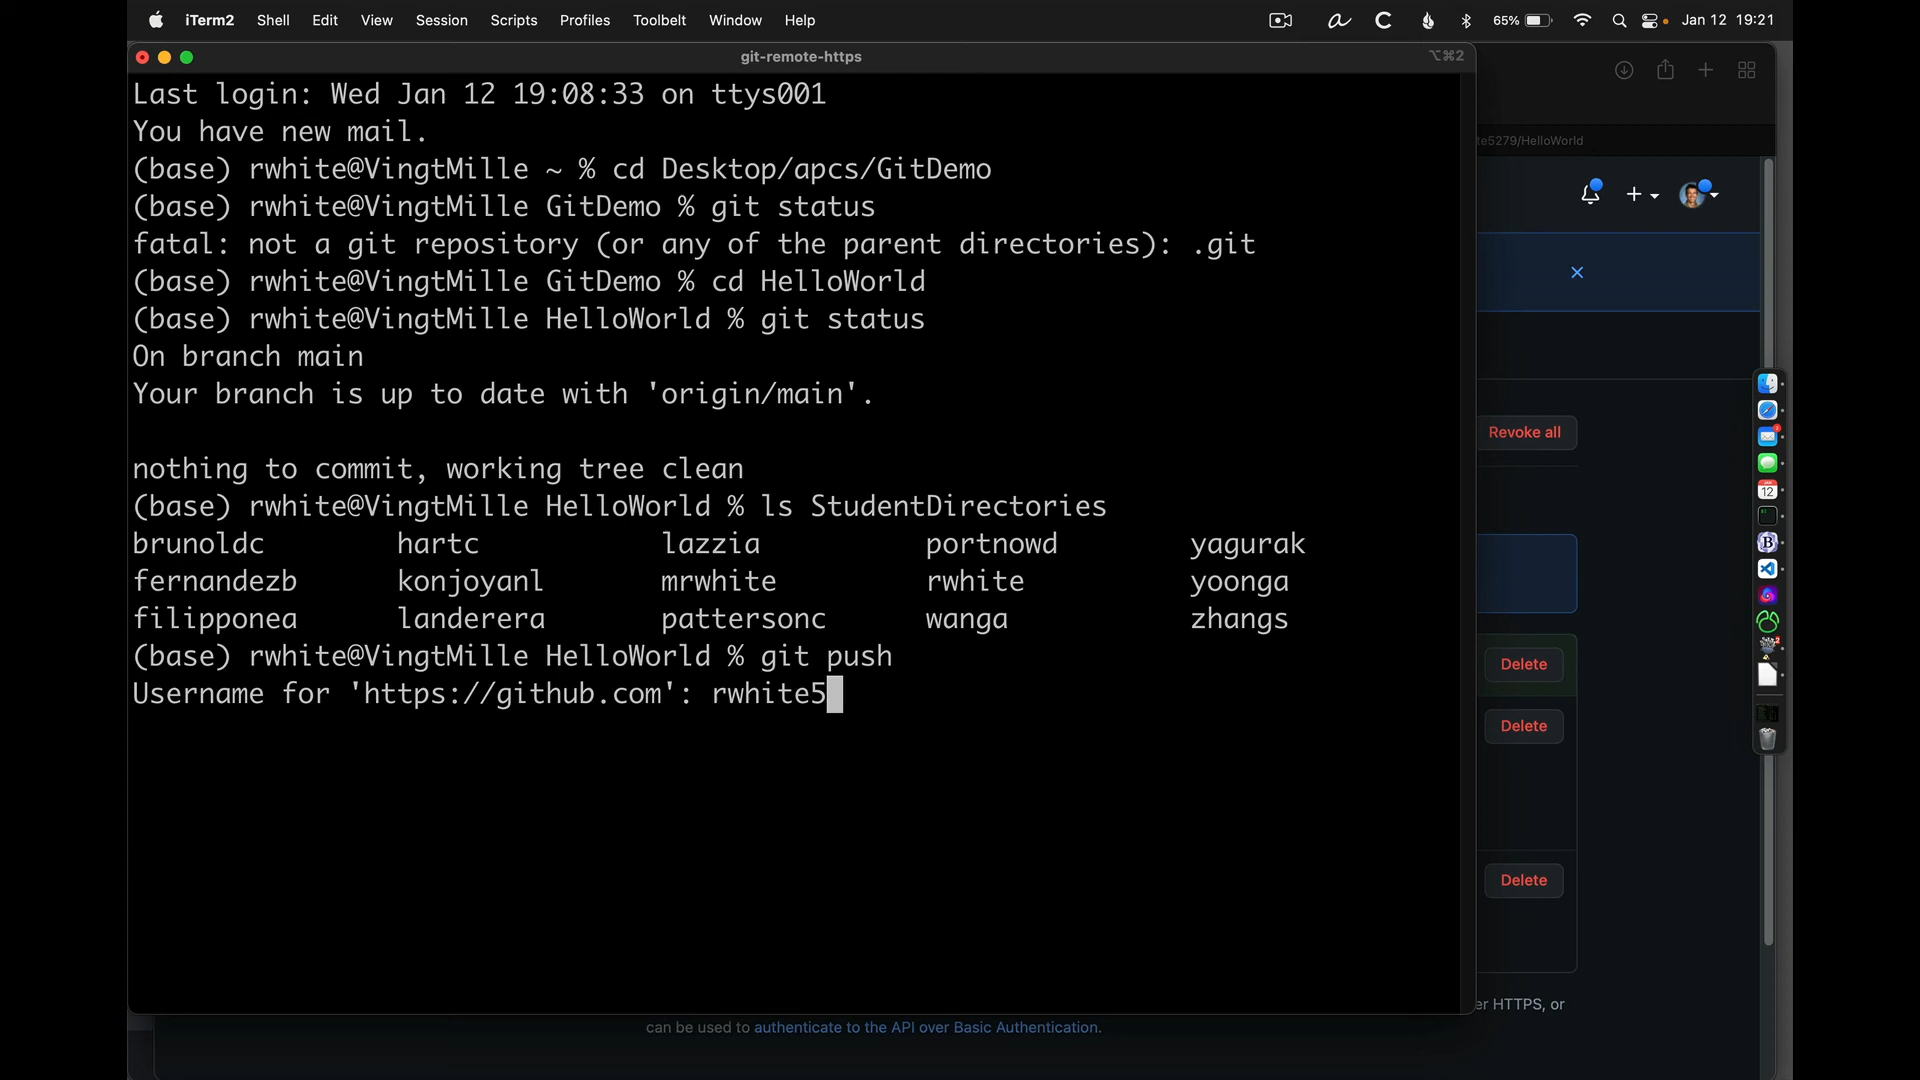 iTerm2 Shell Edit View Session Scripts Profiles Toolbelt Window Help 65% Jan 12 19:21
git-remote-https ⌥⌘2
Last login: Wed Jan 12 19:08:33 on ttys001
You have new mail.
(base) rwhite@VingtMille ~ % cd Desktop/apcs/GitDemo
(base) rwhite@VingtMille GitDemo % git status
fatal: not a git repository (or any of the parent directories): .git
(base) rwhite@VingtMille GitDemo % cd HelloWorld
(base) rwhite@VingtMille HelloWorld % git status
On branch main
Your branch is up to date with 'origin/main'.
nothing to commit, working tree clean
(base) rwhite@VingtMille HelloWorld % ls StudentDirectories
brunoldc hartc lazzia portnowd yagurak
fernandezb konjoyanl mrwhite rwhite yoonga
filipponea landerera pattersonc wanga zhangs
(base) rwhite@VingtMille HelloWorld % git push
Username for 'https://github.com': rwhite5
te5279/HelloWorld
Revoke all
Delete
Delete
Delete
er HTTPS, or
can be used to authenticate to the API over Basic Authentication.